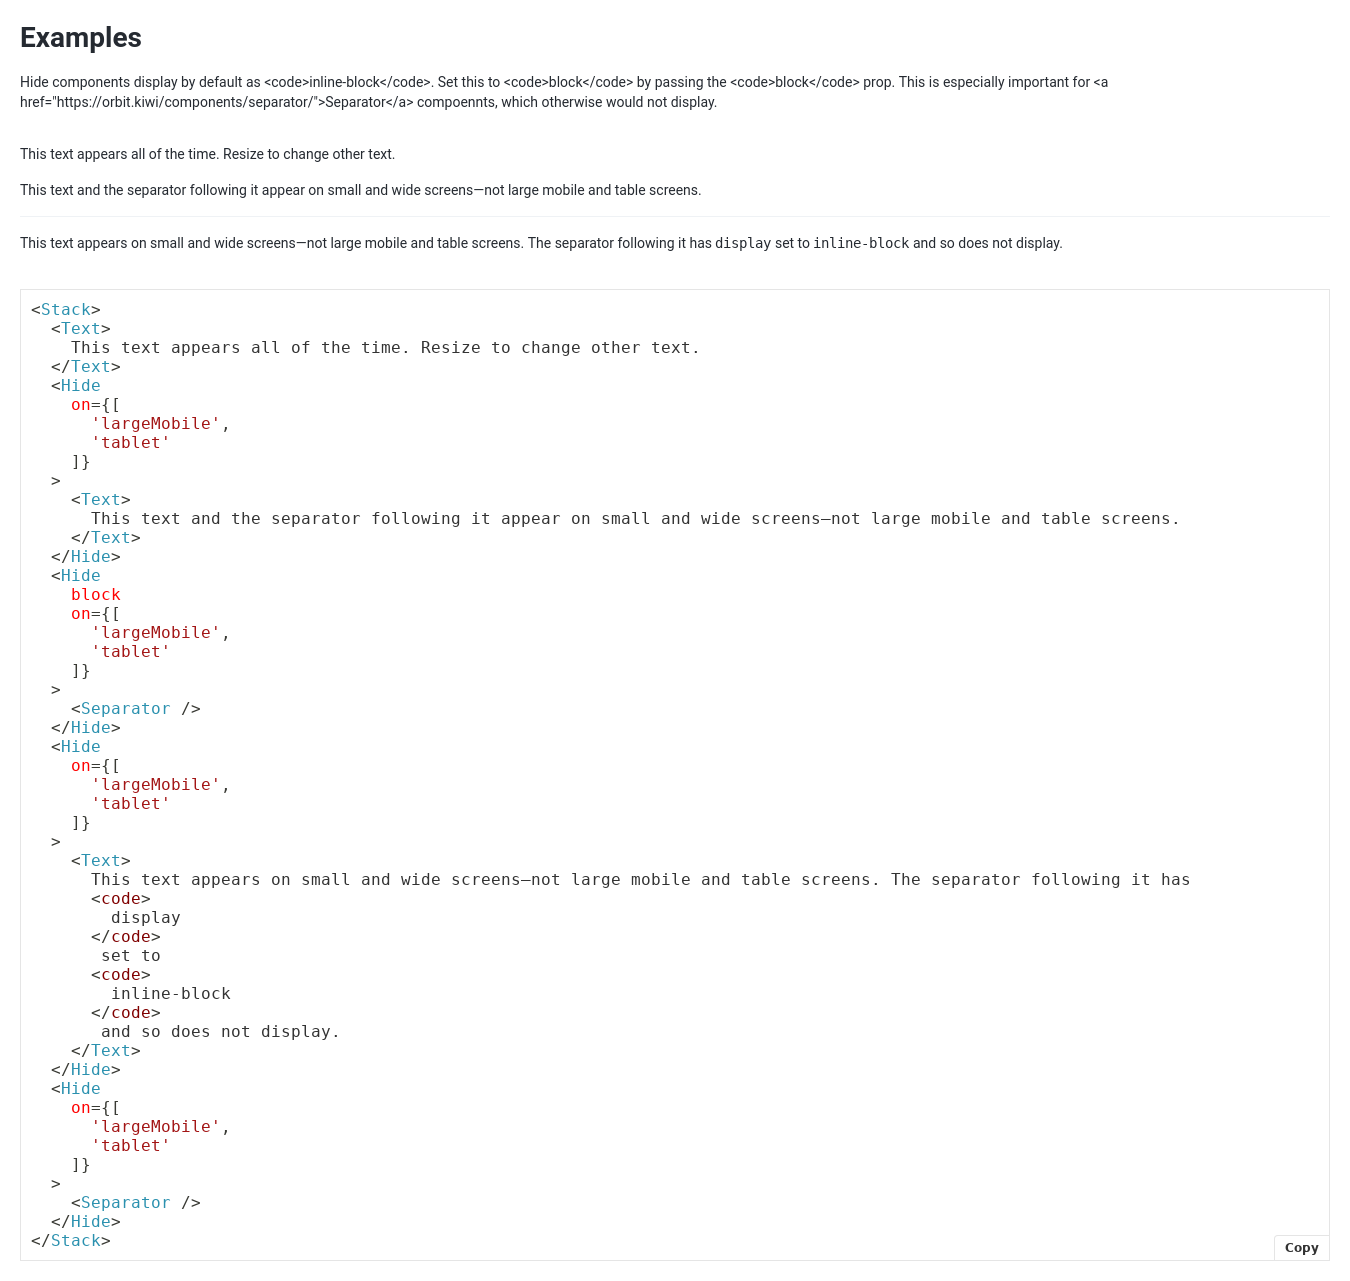 Examples
Hide components display by default as <code>inline-block</code>. Set this to <code>block</code> by passing the <code>block</code> prop. This is especially important for <a
href="https://orbit.kiwi/components/separator/">Separator</a> compoennts, which otherwise would not display.
This text appears all of the time. Resize to change other text.
This text and the separator following it appear on small and wide screens—not large mobile and table screens.
This text appears on small and wide screens—not large mobile and table screens. The separator following it has display set to inline-block and so does not display.
<Stack>
  <Text>
    This text appears all of the time. Resize to change other text.
  </Text>
  <Hide
    on={[
      'largeMobile',
      'tablet'
    ]}
  >
    <Text>
      This text and the separator following it appear on small and wide screens—not large mobile and table screens.
    </Text>
  </Hide>
  <Hide
    block
    on={[
      'largeMobile',
      'tablet'
    ]}
  >
    <Separator />
  </Hide>
  <Hide
    on={[
      'largeMobile',
      'tablet'
    ]}
  >
    <Text>
      This text appears on small and wide screens—not large mobile and table screens. The separator following it has
      <code>
        display
      </code>
       set to
      <code>
        inline-block
      </code>
       and so does not display.
    </Text>
  </Hide>
  <Hide
    on={[
      'largeMobile',
      'tablet'
    ]}
  >
    <Separator />
  </Hide>
</Stack>
Copy